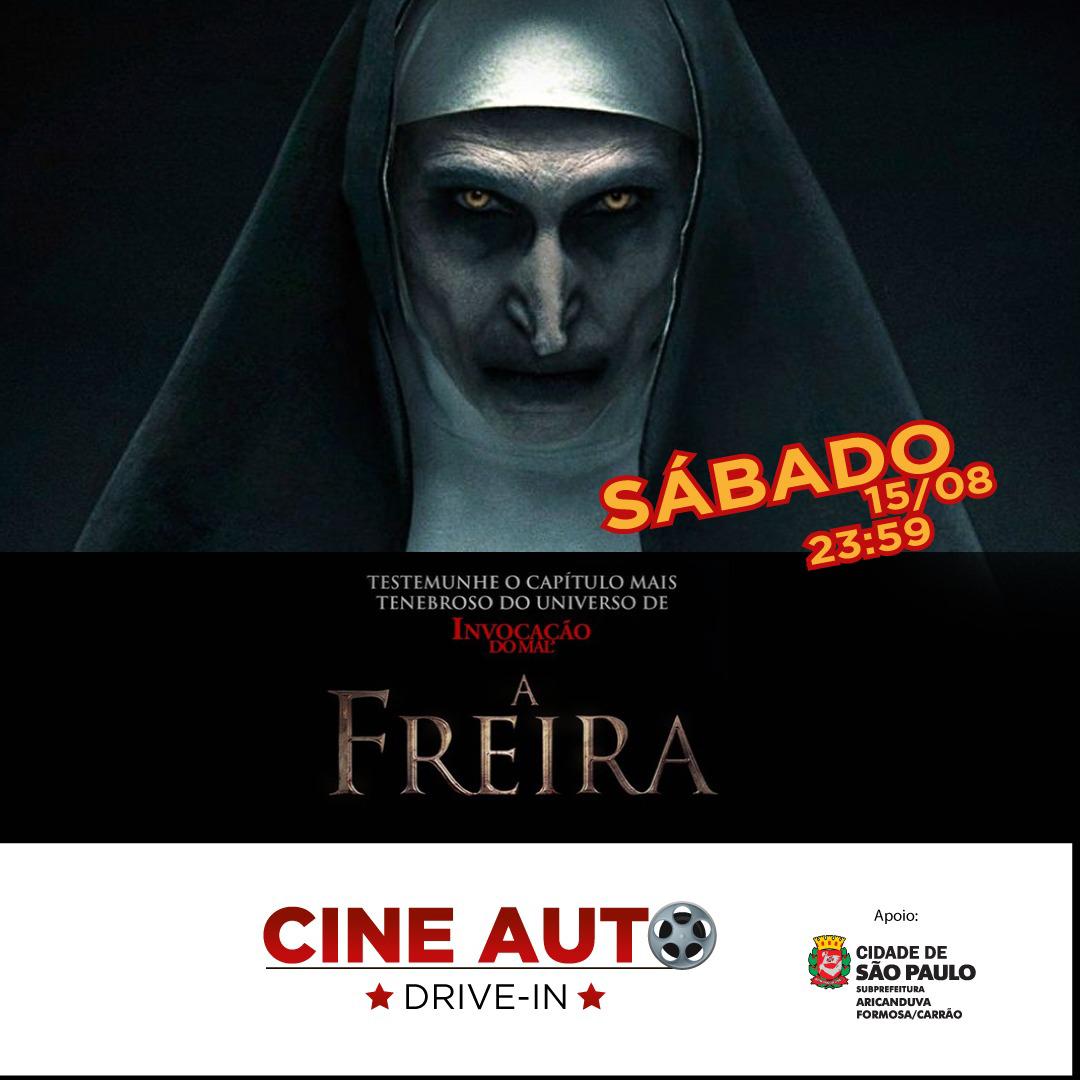 SÁBADO
15/08
23:59
TESTEMUNHE O CAPÍTULO MAIS
TENEBROSO DO UNIVERSO DE
INVOCAÇÃO
DO MAL
A
FREIRA
CINE AUTO
DRIVE-IN
Apoio:
CIDADE DE
SÃO PAULO
SUBPREFEITURA
ARICANDUVA
FORMOSA/CARRÃO